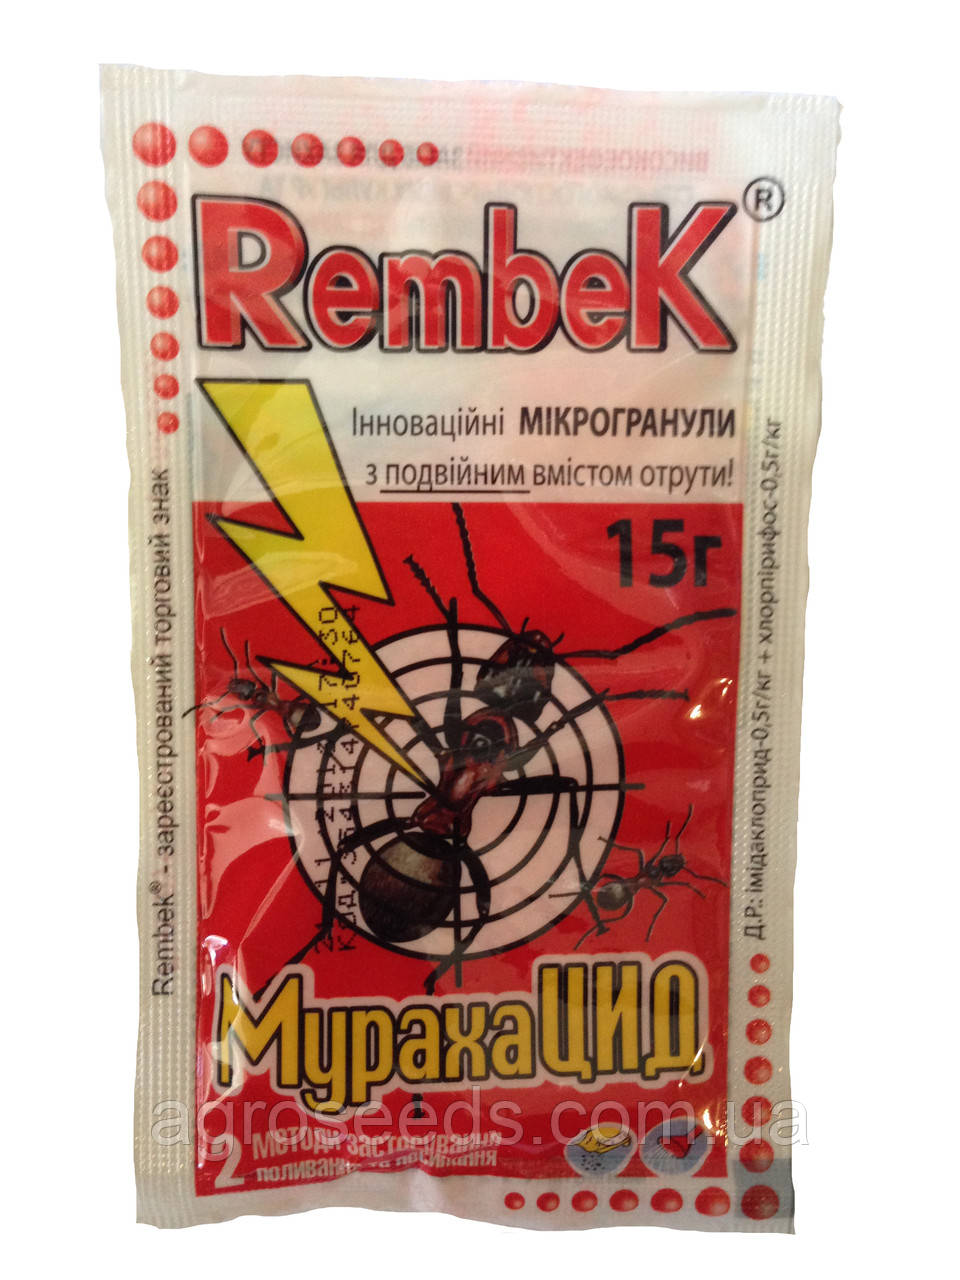 RembeK®
Інноваційні МІКРОГРАНУЛИ
з подвійним вмістом отрути!
15г
Rembek® - зареєстрований торговий знак
Д.Р.: імідаклоприд-0,5г/кг + хлорпірифос-0,5г/кг
МурахаЦИД
agroseeds.com.ua
2 Методи застосування
поливання та посипання